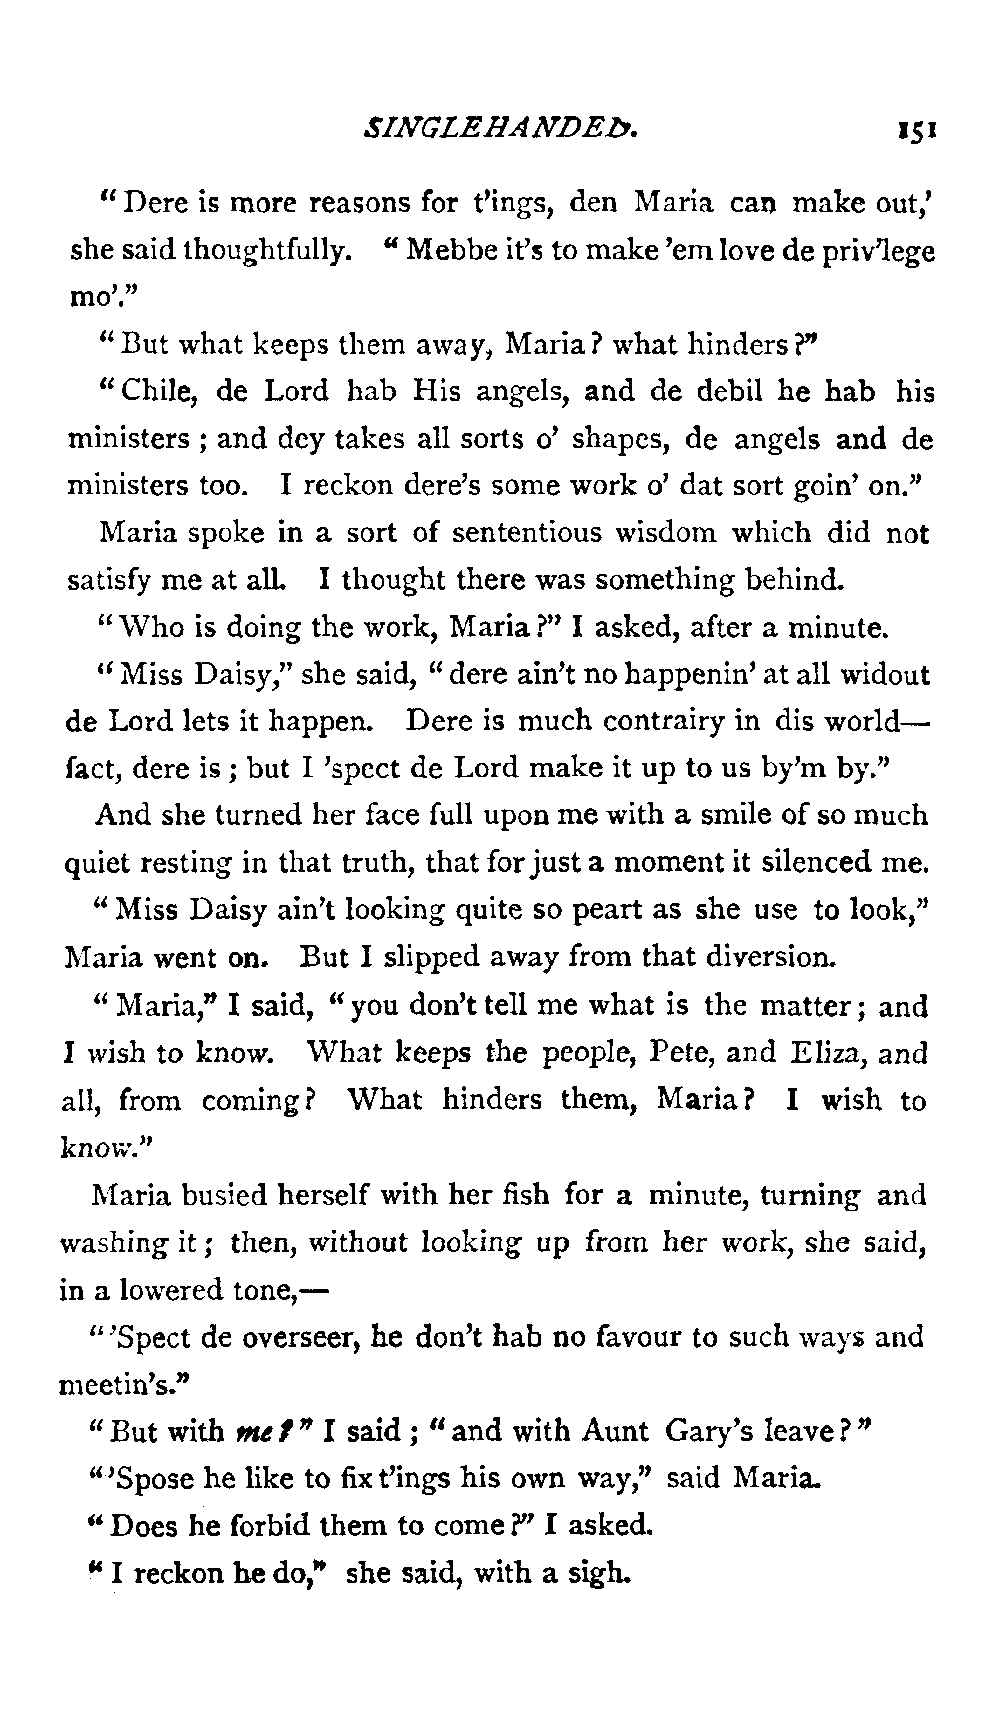 SINGLEHANDED. 151
“Dere is more reasons for t’ings, den Maria can make out,’
she said thoughtfully. “Mebbe it’s to make ’em love de priv’lege
mo’.”
“But what keeps them away, Maria? what hinders?”
“Chile, de Lord hab His angels, and de debil he hab his
ministers; and dey takes all sorts o’ shapes, de angels and de
ministers too. I reckon dere’s some work o’ dat sort goin’ on.”
Maria spoke in a sort of sententious wisdom which did not
satisfy me at all. I thought there was something behind.
“Who is doing the work, Maria?” I asked, after a minute.
“Miss Daisy,” she said, “dere ain’t no happenin’ at all widout
de Lord lets it happen. Dere is much contrairy in dis world—
fact, dere is; but I ’spect de Lord make it up to us by’m by.”
And she turned her face full upon me with a smile of so much
quiet resting in that truth, that for just a moment it silenced me.
“Miss Daisy ain’t looking quite so peart as she use to look,”
Maria went on. But I slipped away from that diversion.
“Maria,” I said, “you don’t tell me what is the matter; and
I wish to know. What keeps the people, Pete, and Eliza, and
all, from coming? What hinders them, Maria? I wish to
know.”
Maria busied herself with her fish for a minute, turning and
washing it; then, without looking up from her work, she said,
in a lowered tone,—
“’Spect de overseer, he don’t hab no favour to such ways and
meetin’s.”
“But with me?” I said; “and with Aunt Gary’s leave?”
“’Spose he like to fix t’ings his own way,” said Maria.
“Does he forbid them to come?” I asked.
“I reckon he do,” she said, with a sigh.